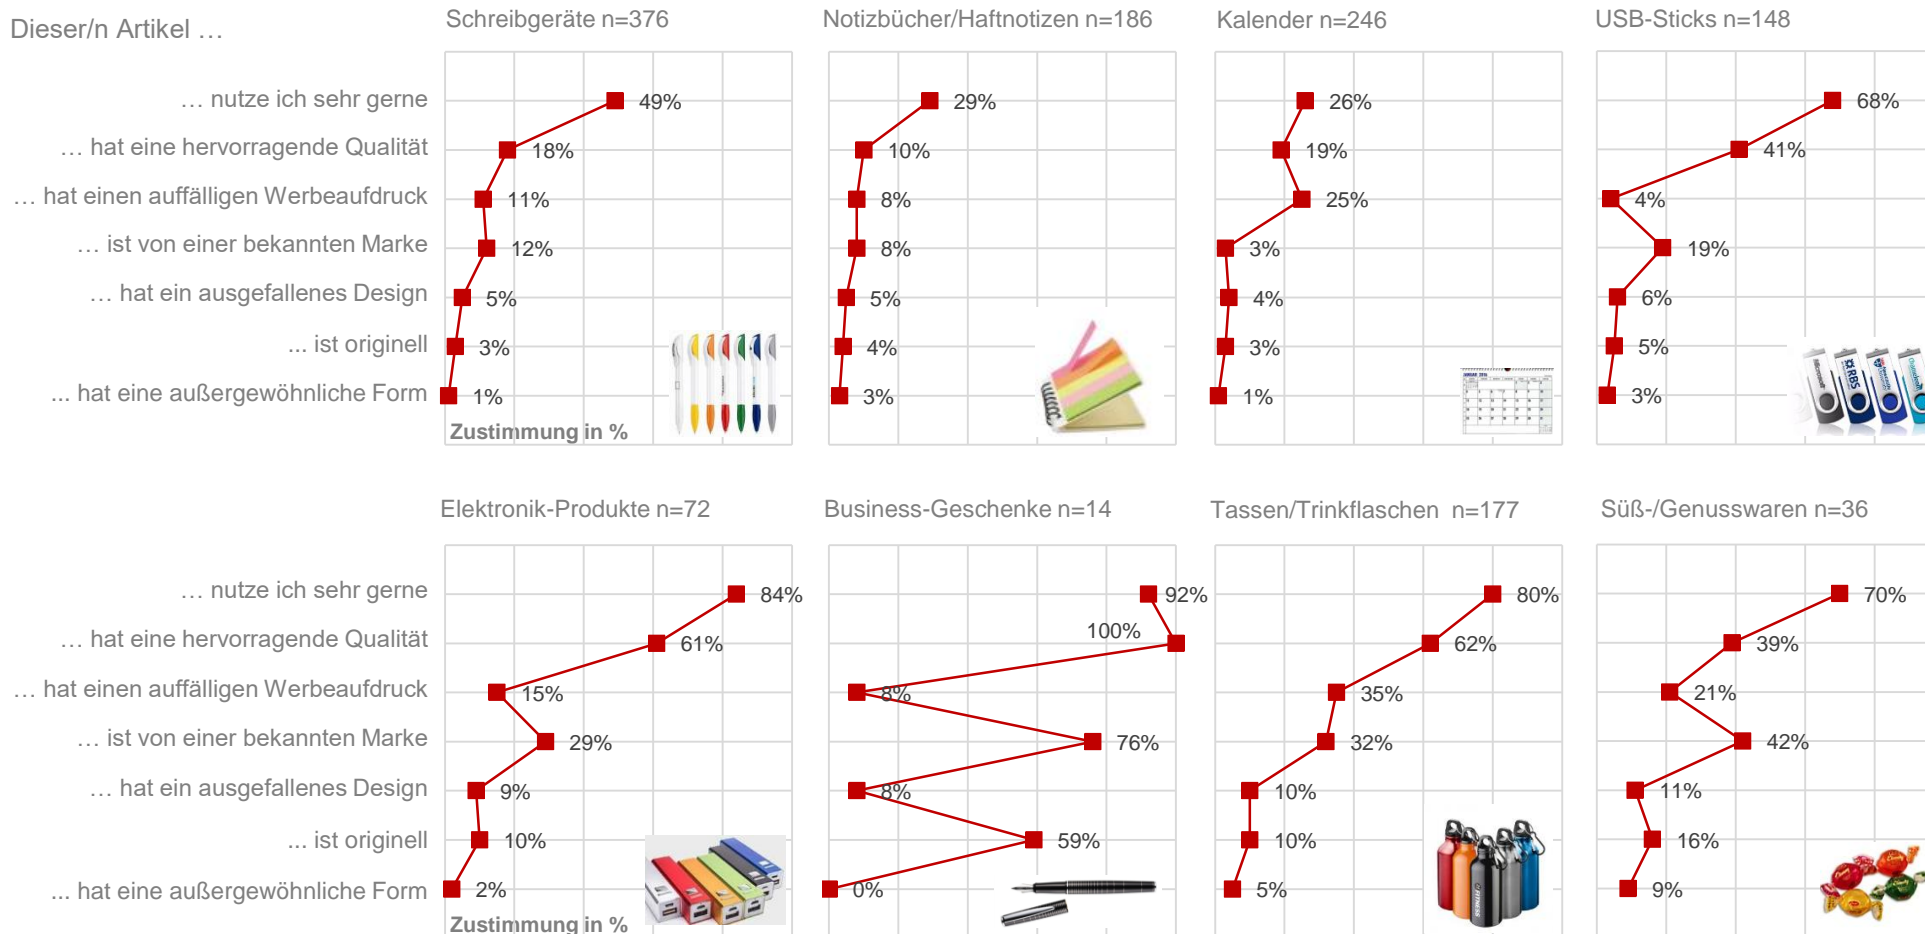 Dieser/n Artikel …
Schreibgeräte n=376
Notizbücher/Haftnotizen n=186
Kalender n=246
USB-Sticks n=148
… nutze ich sehr gerne
49%
29%
26%
68%
… hat eine hervorragende Qualität
18%
10%
19%
41%
… hat einen auffälligen Werbeaufdruck
11%
8%
25%
4%
… ist von einer bekannten Marke
12%
8%
3%
19%
… hat ein ausgefallenes Design
5%
5%
4%
6%
... ist originell
3%
4%
3%
5%
... hat eine außergewöhnliche Form
1%
3%
1%
3%
Zustimmung in %
JANUAR 2016
Microsoft
RBS
Elektronik-Produkte n=72
Business-Geschenke n=14
Tassen/Trinkflaschen n=177
Süß-/Genusswaren n=36
… nutze ich sehr gerne
84%
92%
80%
70%
… hat eine hervorragende Qualität
61%
100%
62%
39%
… hat einen auffälligen Werbeaufdruck
15%
8%
35%
21%
… ist von einer bekannten Marke
29%
76%
32%
42%
… hat ein ausgefallenes Design
9%
8%
10%
11%
... ist originell
10%
59%
10%
16%
... hat eine außergewöhnliche Form
2%
0%
5%
9%
Zustimmung in %
FITNESS